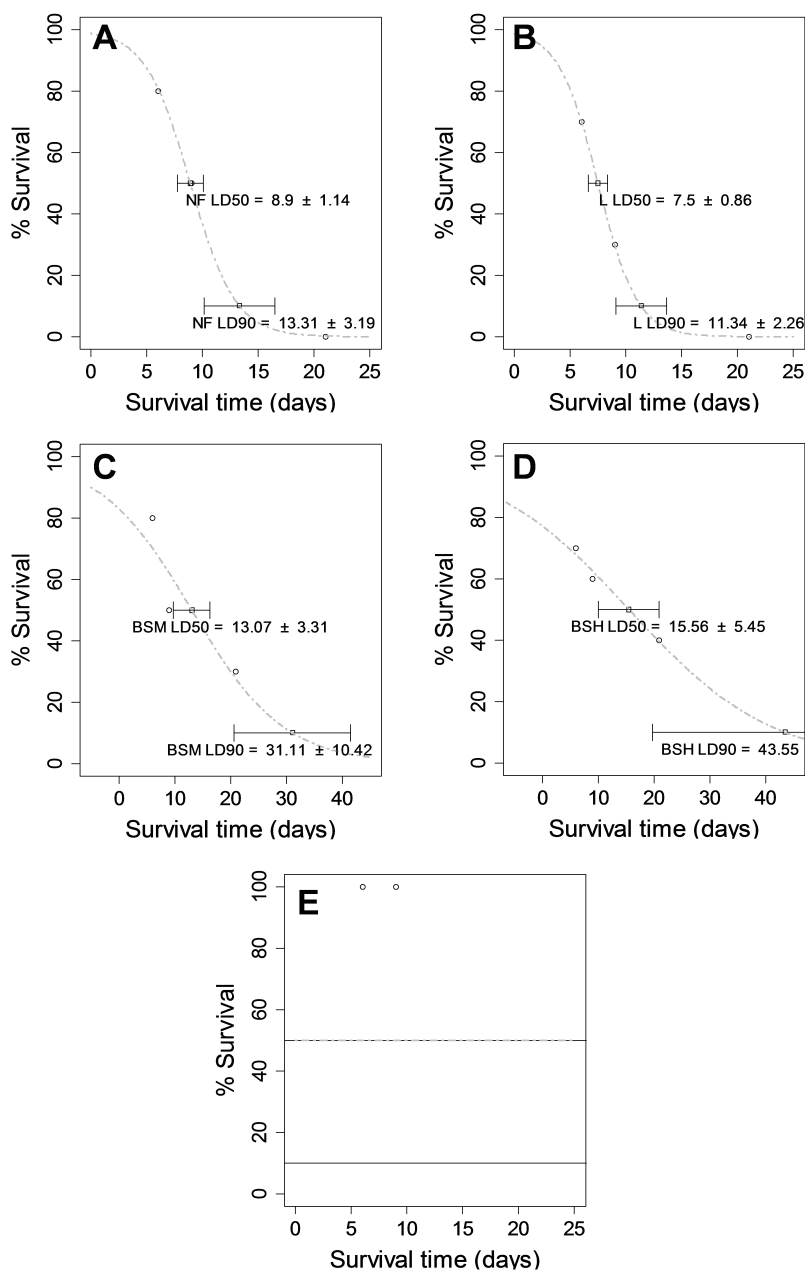 A
% Survival
100
80
60
40
20
0
NF LD50 = 8.9 ± 1.14
NF LD90 = 13.31 ± 3.19
0 5 10 15 20 25
Survival time (days)
B
% Survival
100
80
60
40
20
0
L LD50 = 7.5 ± 0.86
L LD90 = 11.34 ± 2.26
0 5 10 15 20 25
Survival time (days)
C
% Survival
100
80
60
40
20
0
BSM LD50 = 13.07 ± 3.31
BSM LD90 = 31.11 ± 10.42
0 10 20 30 40
Survival time (days)
D
% Survival
100
80
60
40
20
0
BSH LD50 = 15.56 ± 5.45
BSH LD90 = 43.55
0 10 20 30 40
Survival time (days)
E
% Survival
100
80
60
40
20
0
0 5 10 15 20 25
Survival time (days)